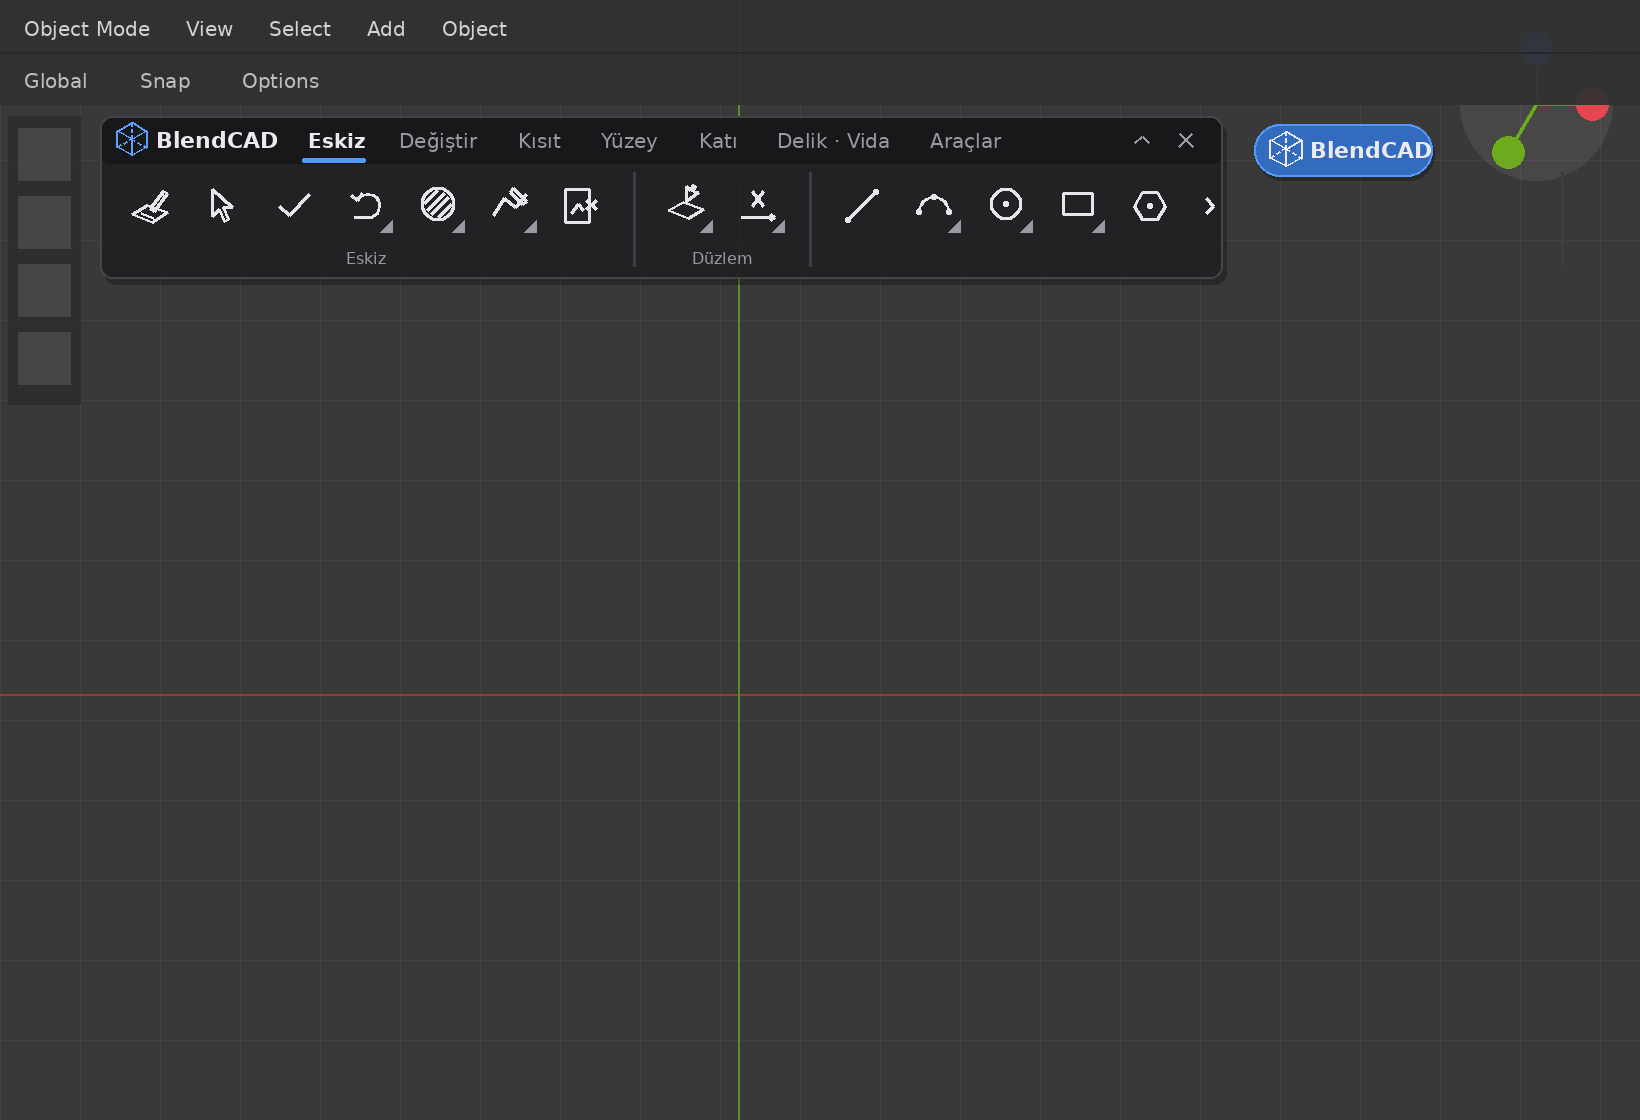 Object Mode View Select Add Object
Global Snap Options
BlendCAD Eskiz Değiştir Kısıt Yüzey Katı Delik · Vida Araçlar
BlendCAD
Eskiz Düzlem